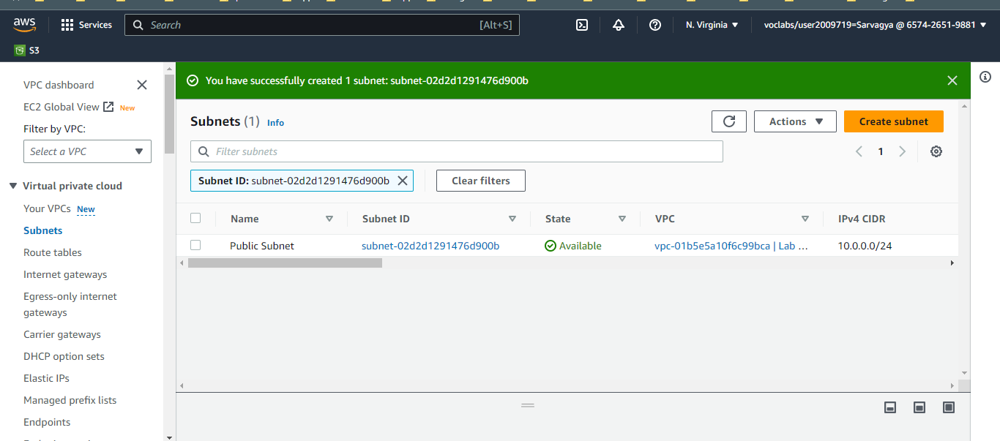 aws Services Search [Alt+S] N. Virginia voclabs/user2009719=Sarvagya @ 6574-2651-9881
S3
VPC dashboard
EC2 Global View New
Filter by VPC:
Select a VPC
Virtual private cloud
Your VPCs New
Subnets
Route tables
Internet gateways
Egress-only internet
gateways
Carrier gateways
DHCP option sets
Elastic IPs
Managed prefix lists
Endpoints
You have successfully created 1 subnet: subnet-02d2d1291476d900b
Subnets (1) Info Actions Create subnet
Filter subnets 1
Subnet ID: subnet-02d2d1291476d900b Clear filters
Name Subnet ID State VPC IPv4 CIDR
Public Subnet subnet-02d2d1291476d900b Available vpc-01b5e5a10f6c99bca | Lab ... 10.0.0.0/24